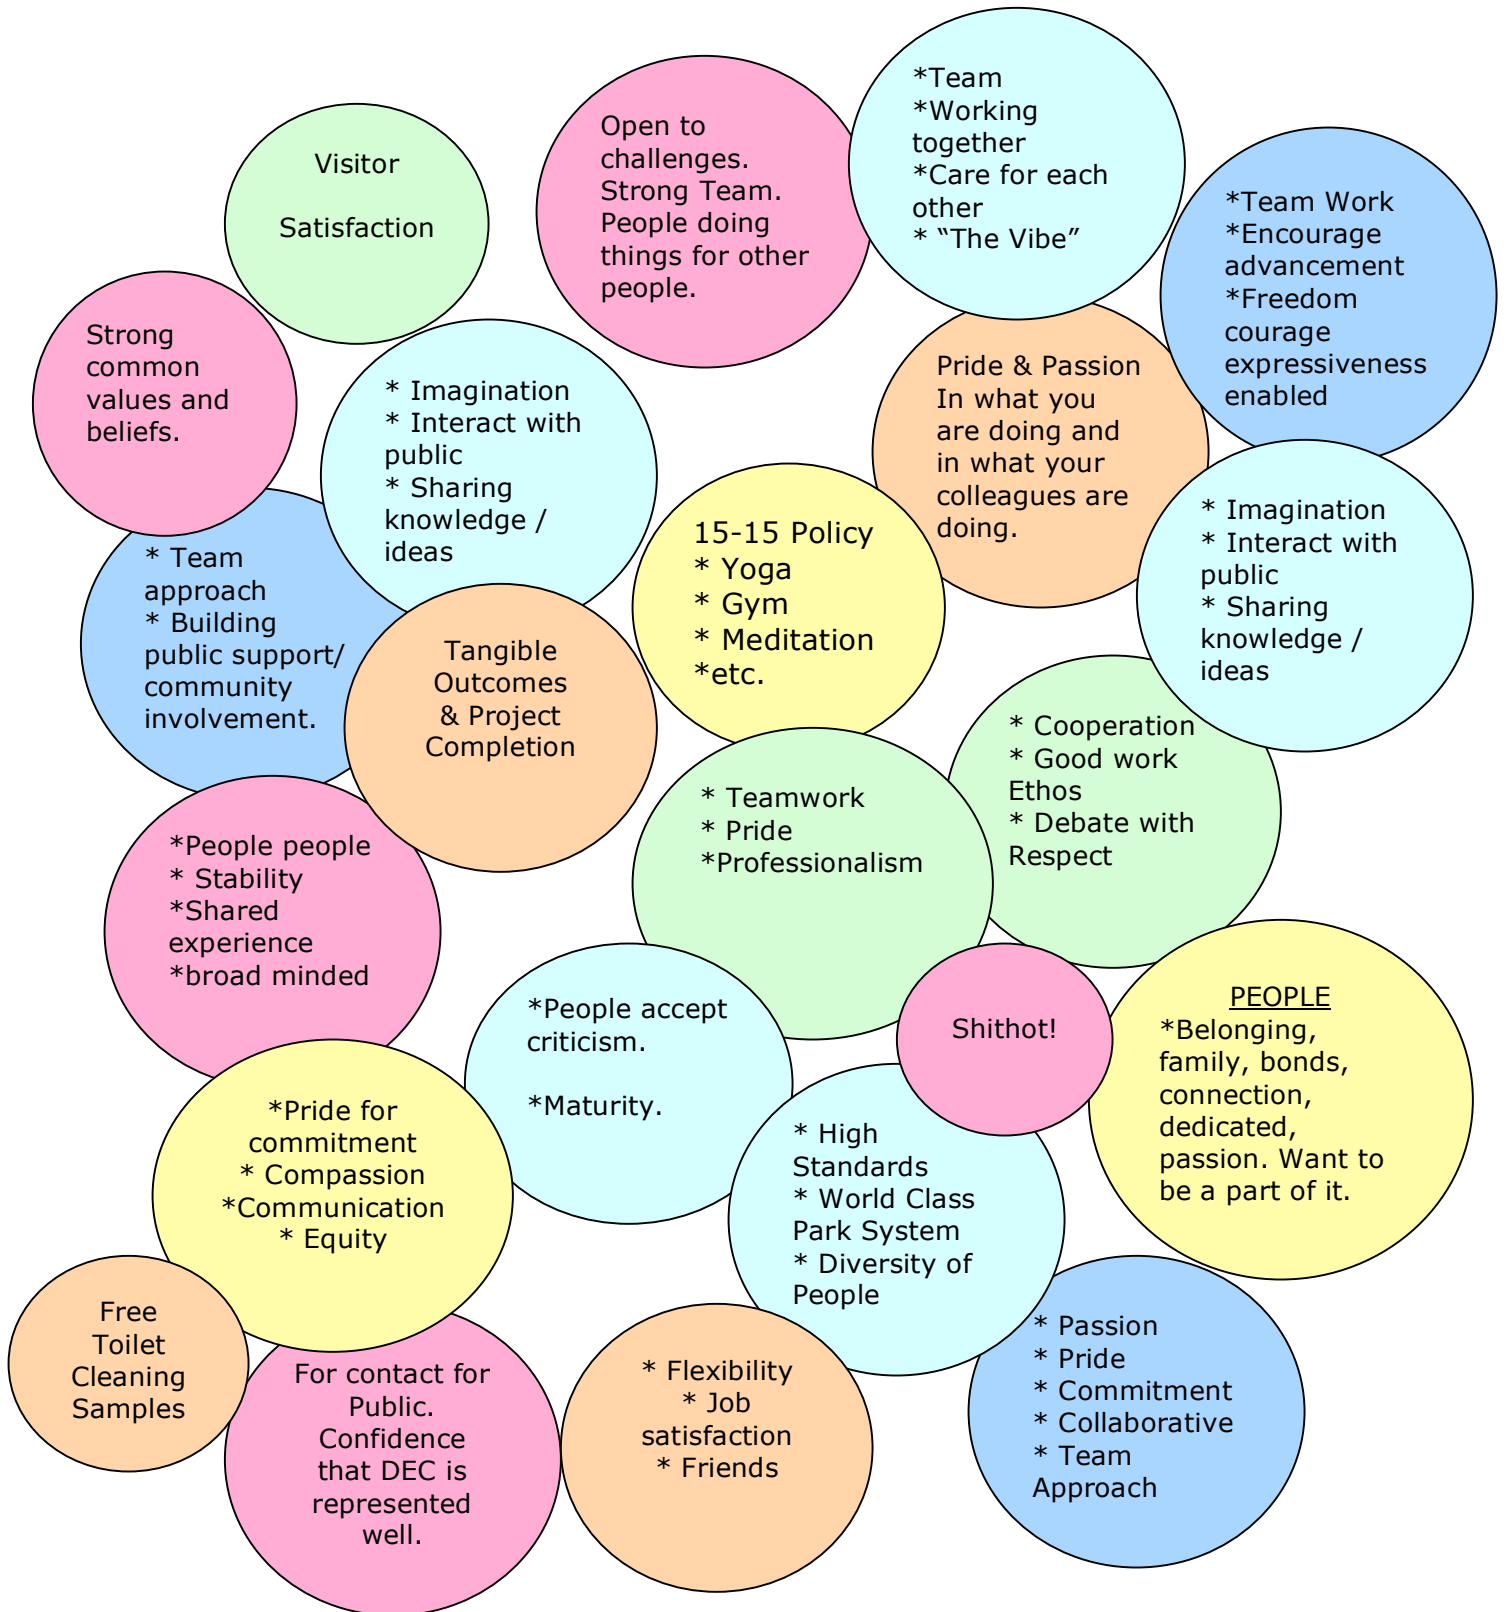 Visitor
Satisfaction
Open to
challenges.
Strong Team.
People doing
things for other
people.
*Team
*Working
together
*Care for each
other
* “The Vibe”
*Team Work
*Encourage
advancement
*Freedom
courage
expressiveness
enabled
Strong
common
values and
beliefs.
* Imagination
* Interact with
public
* Sharing
knowledge /
ideas
Pride & Passion
In what you
are doing and
in what your
colleagues are
doing.
15-15 Policy
* Yoga
* Gym
* Meditation
*etc.
* Imagination
* Interact with
public
* Sharing
knowledge /
ideas
* Team
approach
* Building
public support/
community
involvement.
Tangible
Outcomes
& Project
Completion
* Cooperation
* Good work
Ethos
* Debate with
Respect
* Teamwork
* Pride
*Professionalism
*People people
* Stability
*Shared
experience
*broad minded
*People accept
criticism.
*Maturity.
Shithot!
PEOPLE
*Belonging,
family, bonds,
connection,
dedicated,
passion. Want to
be a part of it.
*Pride for
commitment
* Compassion
*Communication
* Equity
* High
Standards
* World Class
Park System
* Diversity of
People
Free
Toilet
Cleaning
Samples
For contact for
Public.
Confidence
that DEC is
represented
well.
* Flexibility
* Job
satisfaction
* Friends
* Passion
* Pride
* Commitment
* Collaborative
* Team
Approach